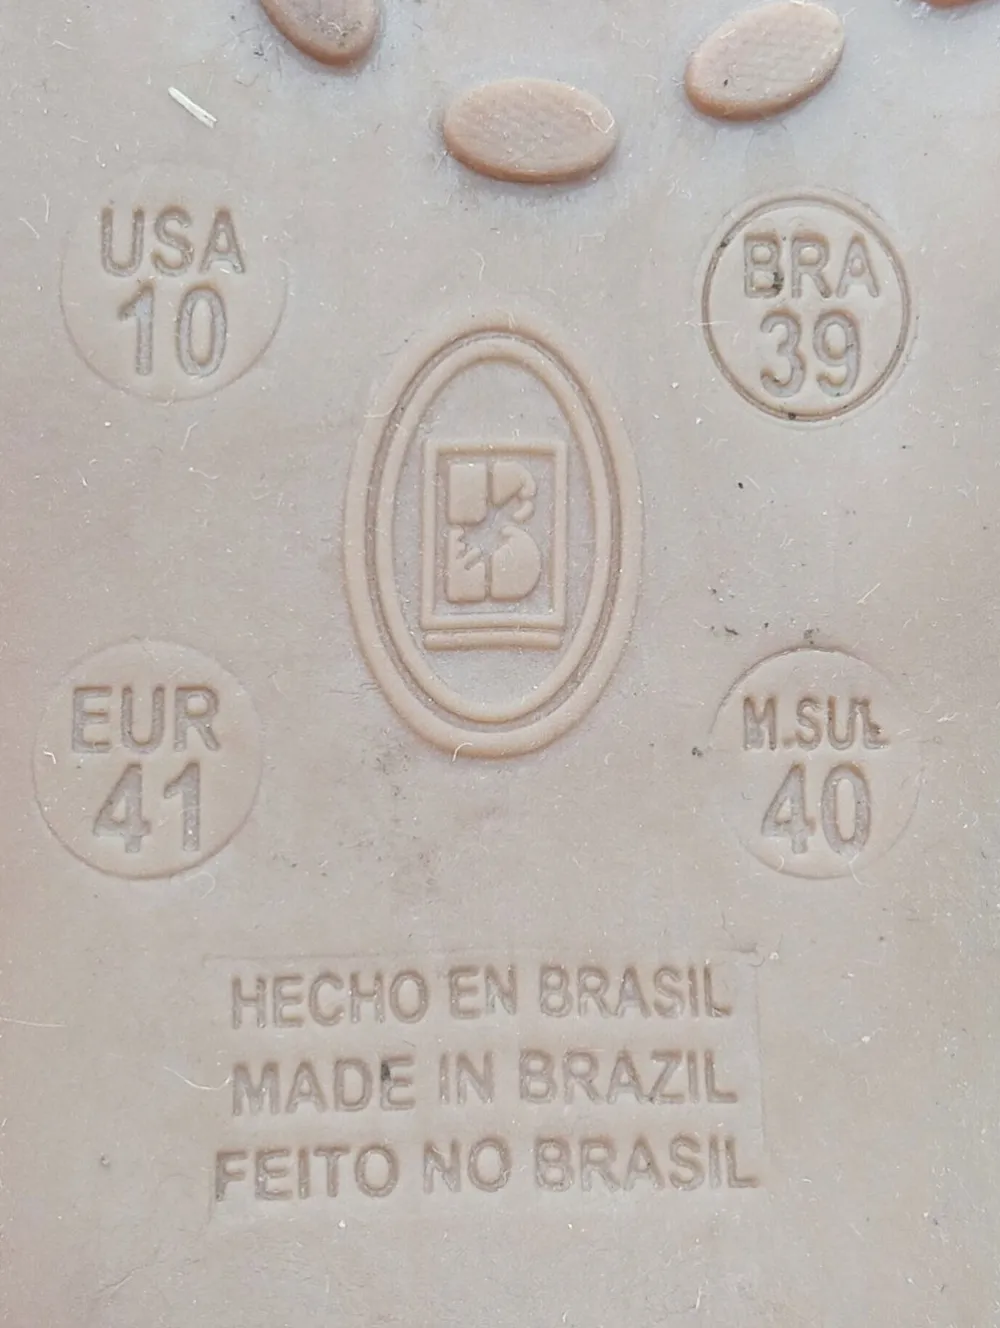 USA
10
BRA
39
B
EUR
41
M.SUL
40
HECHO EN BRASIL
MADE IN BRAZIL
FEITO NO BRASIL